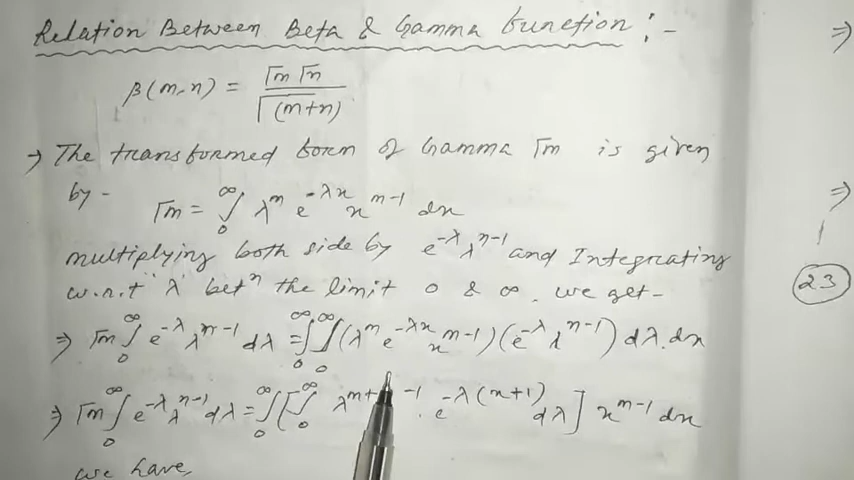 Relation Between Beta & Gamma Function :-
β(m,n) = Γm Γn / Γ(m+n)
→ The transformed form of Gamma Γm is given
by- Γm = ∫₀^∞ λ^m e^-λx x^m-1 dx
multiplying both side by e^-λ λ^n-1 and Integrating
w.r.t "λ" betⁿ the limit 0 & ∞. we get-
⇒ Γm ∫₀^∞ e^-λ λ^n-1 dλ = ∫₀^∞ ∫₀^∞ (λ^m e^-λx x^m-1) (e^-λ λ^n-1) dλ.dx
⇒ Γm ∫₀^∞ e^-λ λ^n-1 dλ = ∫₀^∞ [∫₀^∞ λ^m+ -1 . e^-λ(x+1) dλ] x^m-1 dx
we have,
⇒
⇒
23